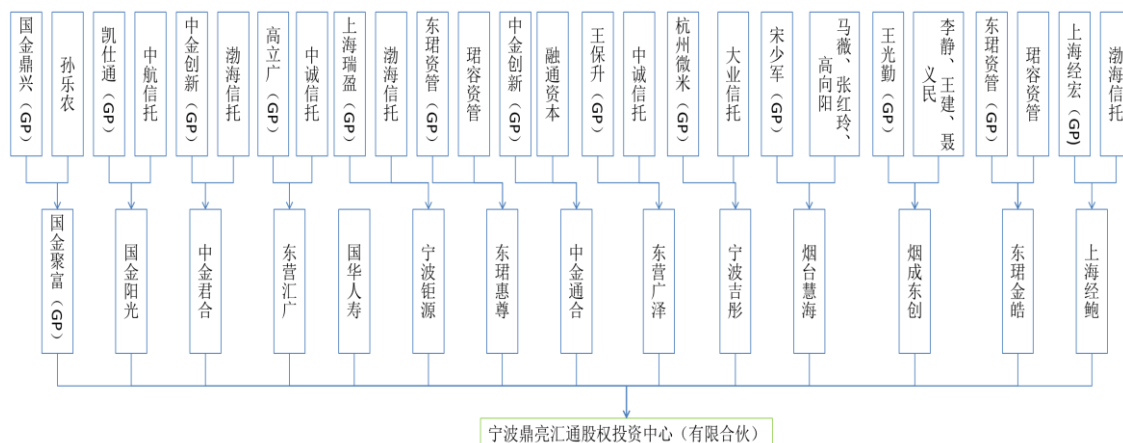 国金鼎兴（GP）
孙乐农
凯仕通（GP）
中航信托
中金创新（GP）
渤海信托
高立广（GP）
中诚信托
上海瑞盈（GP）
渤海信托
东珺资管（GP）
珺容资管
中金创新（GP）
融通资本
王保升（GP）
中诚信托
杭州微米（GP）
大业信托
宋少军（GP）
马薇、张红玲、
高向阳
王光勤（GP）
李静、王建、聂
义民
东珺资管（GP）
珺容资管
上海经宏（GP)
渤海信托
国金聚富（GP）
国金阳光
中金君合
东营汇广
国华人寿
宁波钜源
东珺惠尊
中金通合
东营广泽
宁波吉彤
烟台慧海
烟成东创
东珺金皓
上海经鲍
宁波鼎亮汇通股权投资中心（有限合伙）